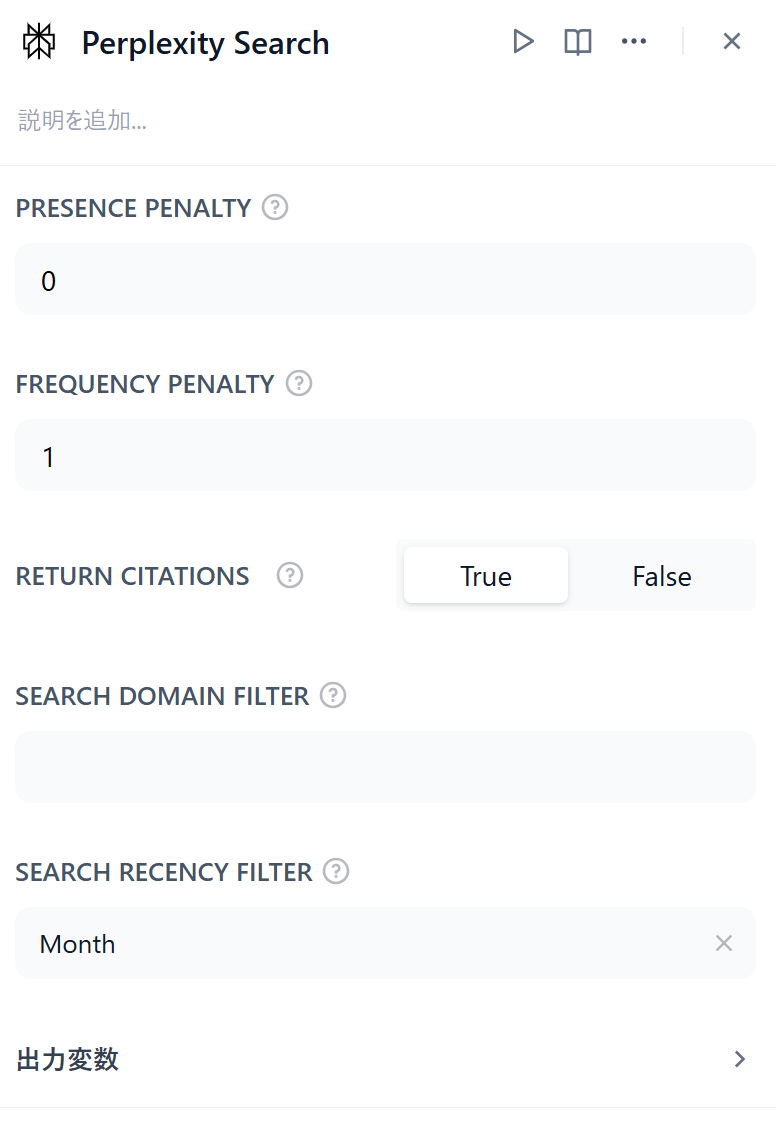 Perplexity Search
説明を追加...
PRESENCE PENALTY
0
FREQUENCY PENALTY
1
RETURN CITATIONS True False
SEARCH DOMAIN FILTER
SEARCH RECENCY FILTER
Month
出力変数